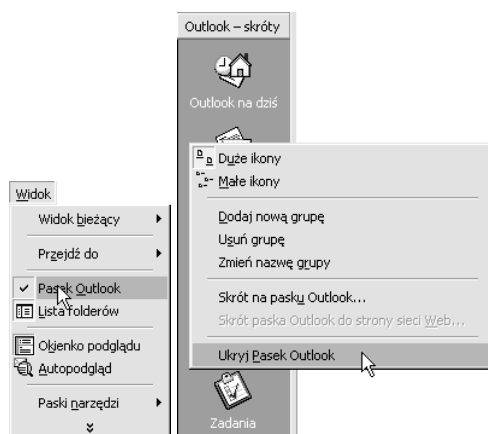 Outlook – skróty
Outlook na dziś
Duże ikony
Małe ikony
Dodaj nową grupę
Usuń grupę
Zmień nazwę grupy
Skrót na pasku Outlook...
Skrót paska Outlook do strony sieci Web...
Ukryj Pasek Outlook
Zadania
Widok
Widok bieżący
Przejdź do
Pasek Outlook
Lista folderów
Okienko podglądu
Autopodgląd
Paski narzędzi